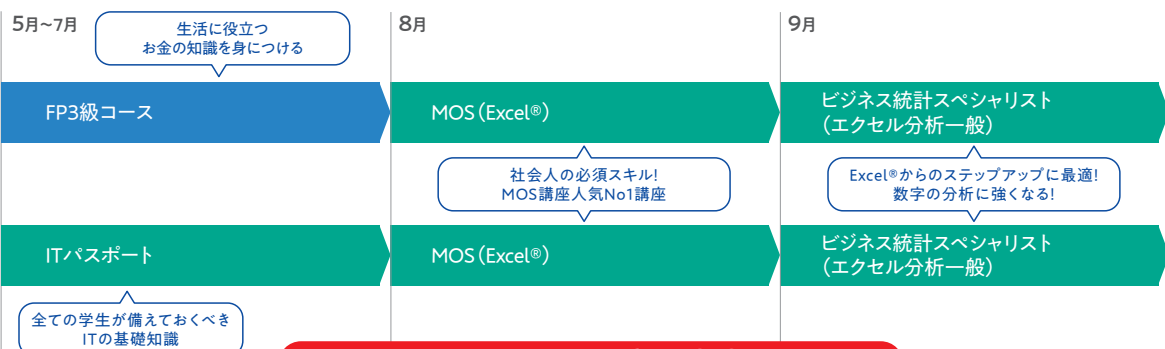 5月~7月
8月
9月
生活に役立つ
お金の知識を身につける
FP3級コース
MOS(Excel®)
ビジネス統計スペシャリスト
(エクセル分析一般)
社会人の必須スキル!
MOS講座人気No1講座
Excel®からのステップアップに最適!
数字の分析に強くなる!
ITパスポート
MOS(Excel®)
ビジネス統計スペシャリスト
(エクセル分析一般)
全ての学生が備えておくべき
ITの基礎知識